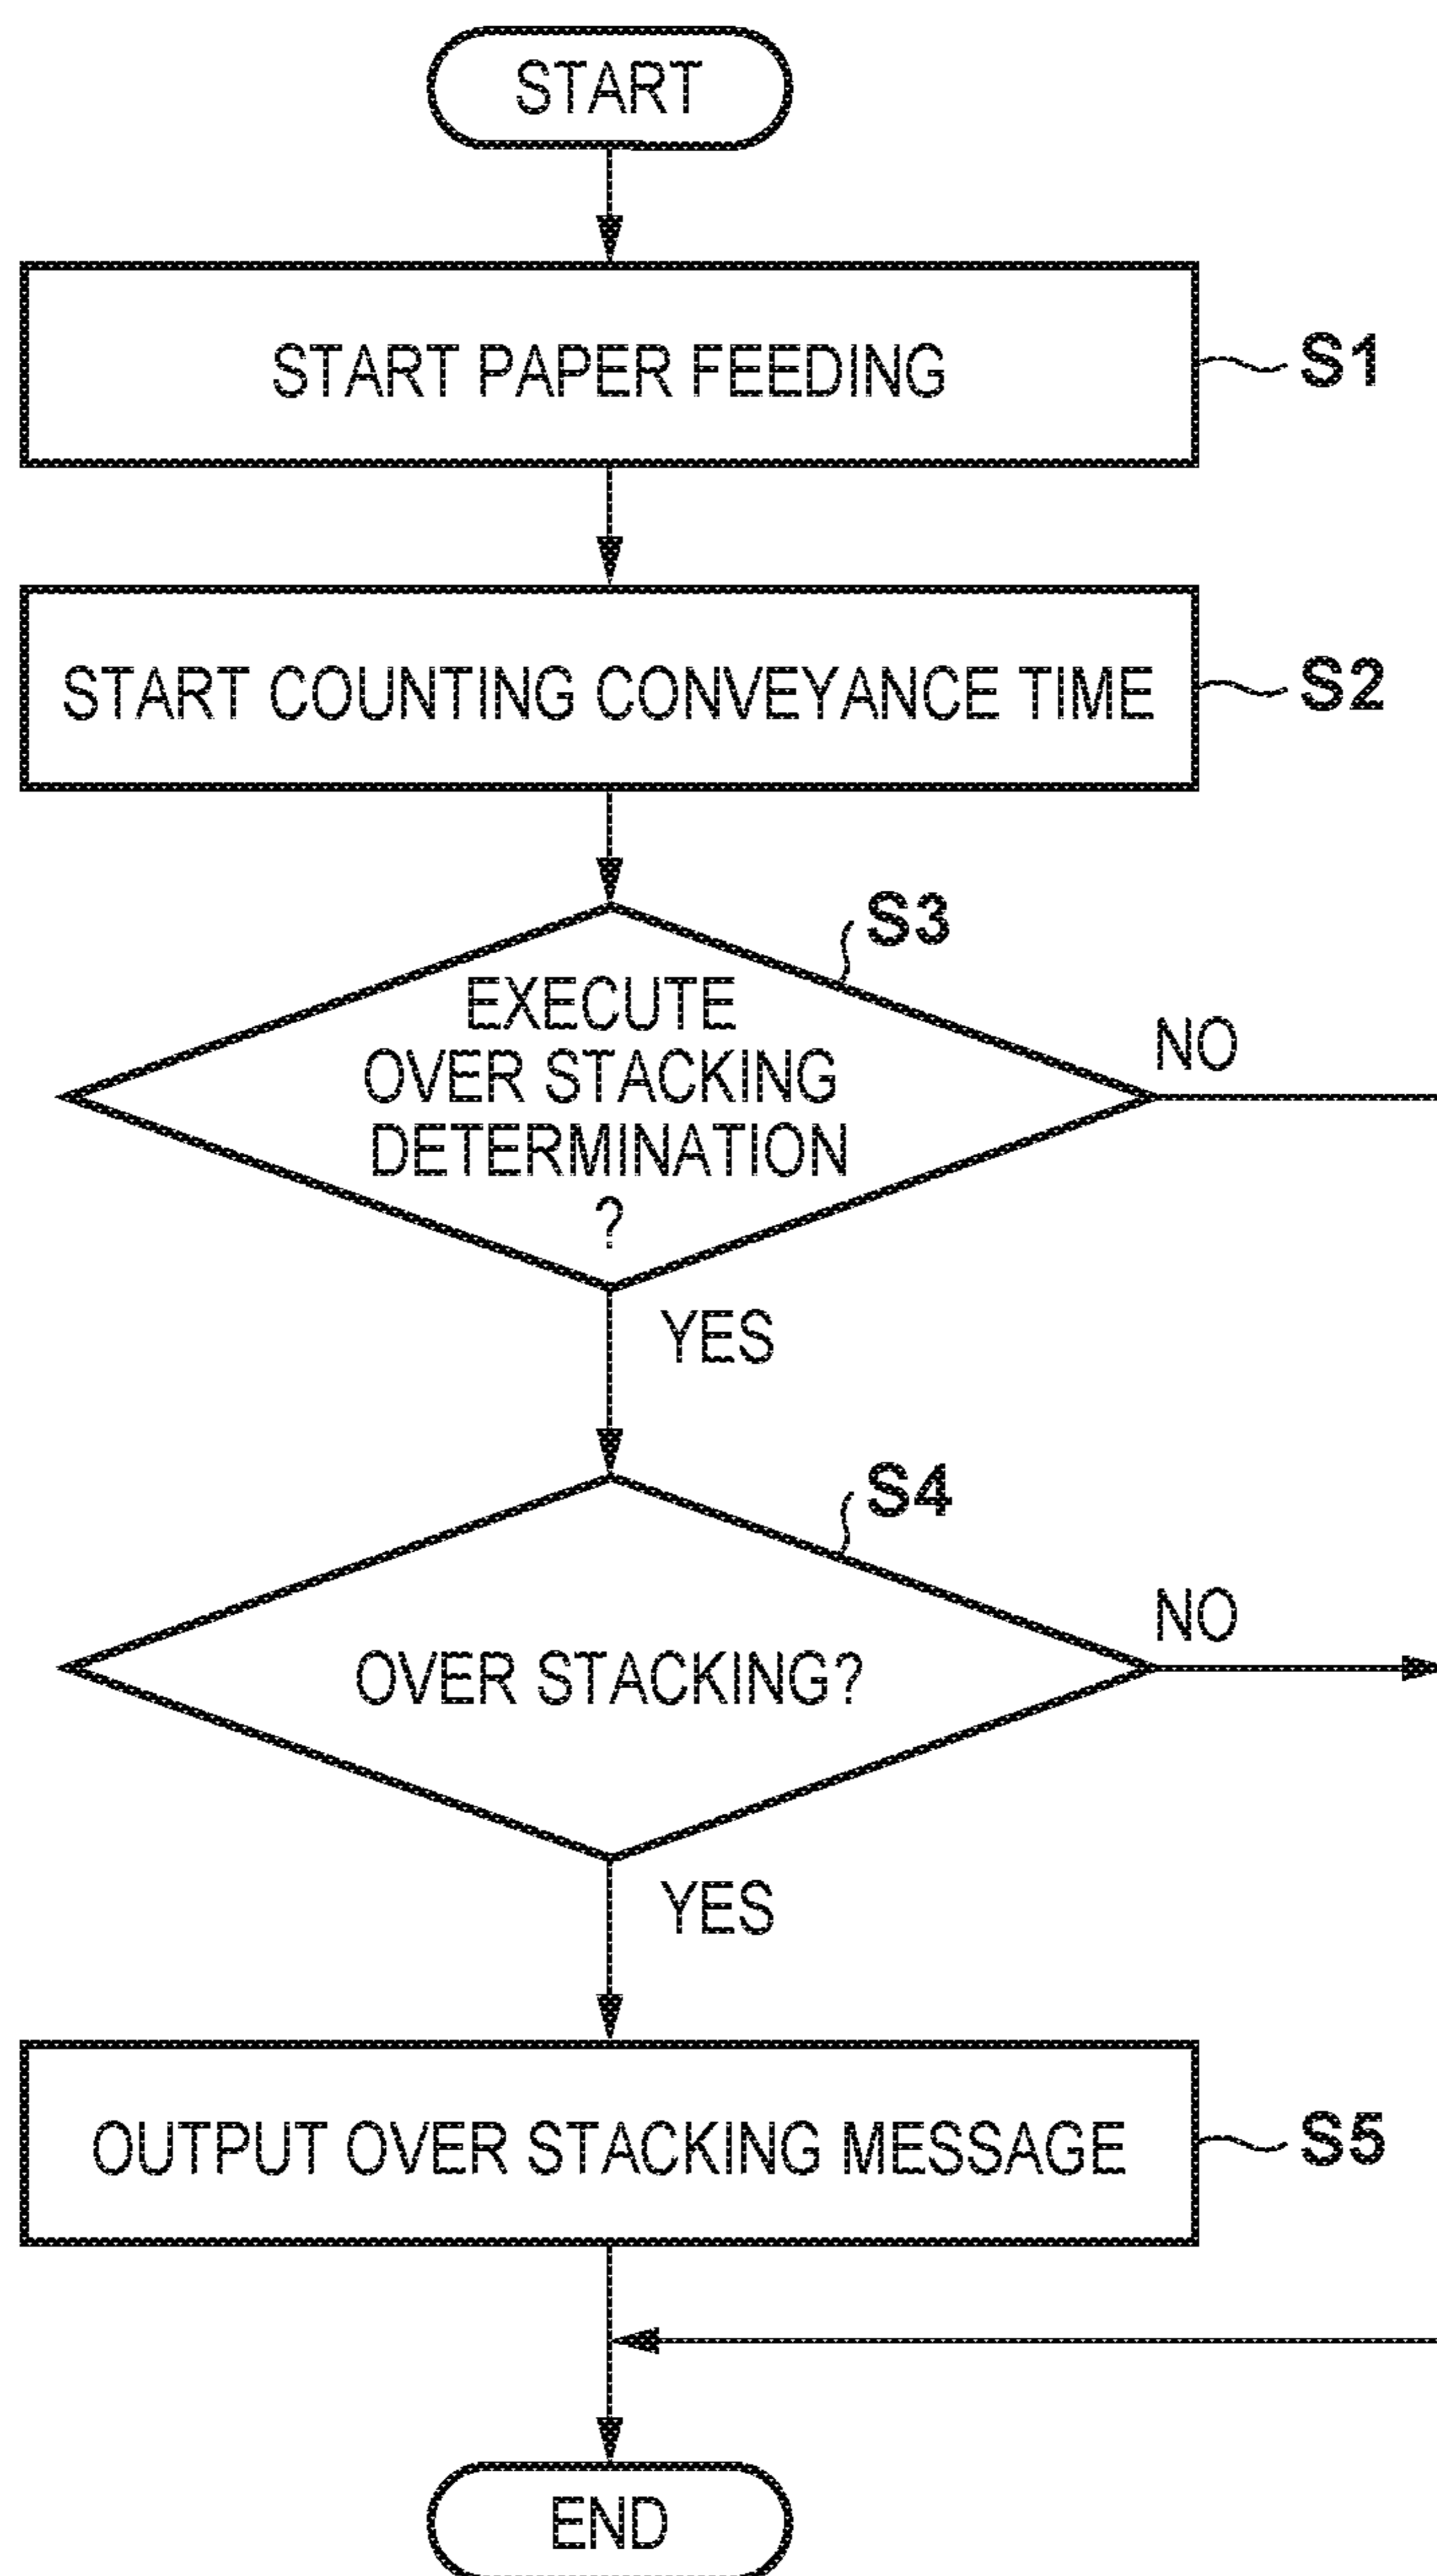 START
START PAPER FEEDING
S1
START COUNTING CONVEYANCE TIME
S2
S3
EXECUTE
OVER STACKING
DETERMINATION
?
NO
YES
S4
OVER STACKING?
NO
YES
OUTPUT OVER STACKING MESSAGE
S5
END